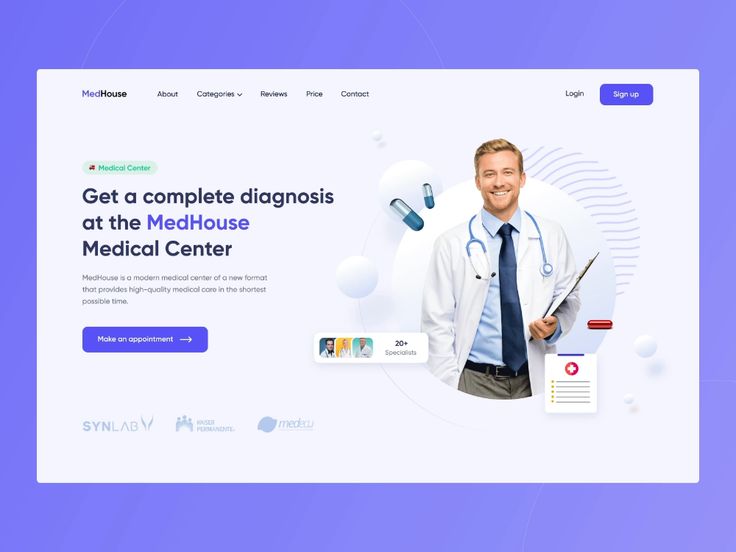 MedHouse
About
Categories
Reviews
Price
Contact
Login
Sign up
Medical Center
Get a complete diagnosis
at the MedHouse
Medical Center
MedHouse is a modern medical center of a new format
that provides high-quality medical care in the shortest
possible time.
Make an appointment
20+
Specialists
SYNLAB
KAISER
PERMANENTE